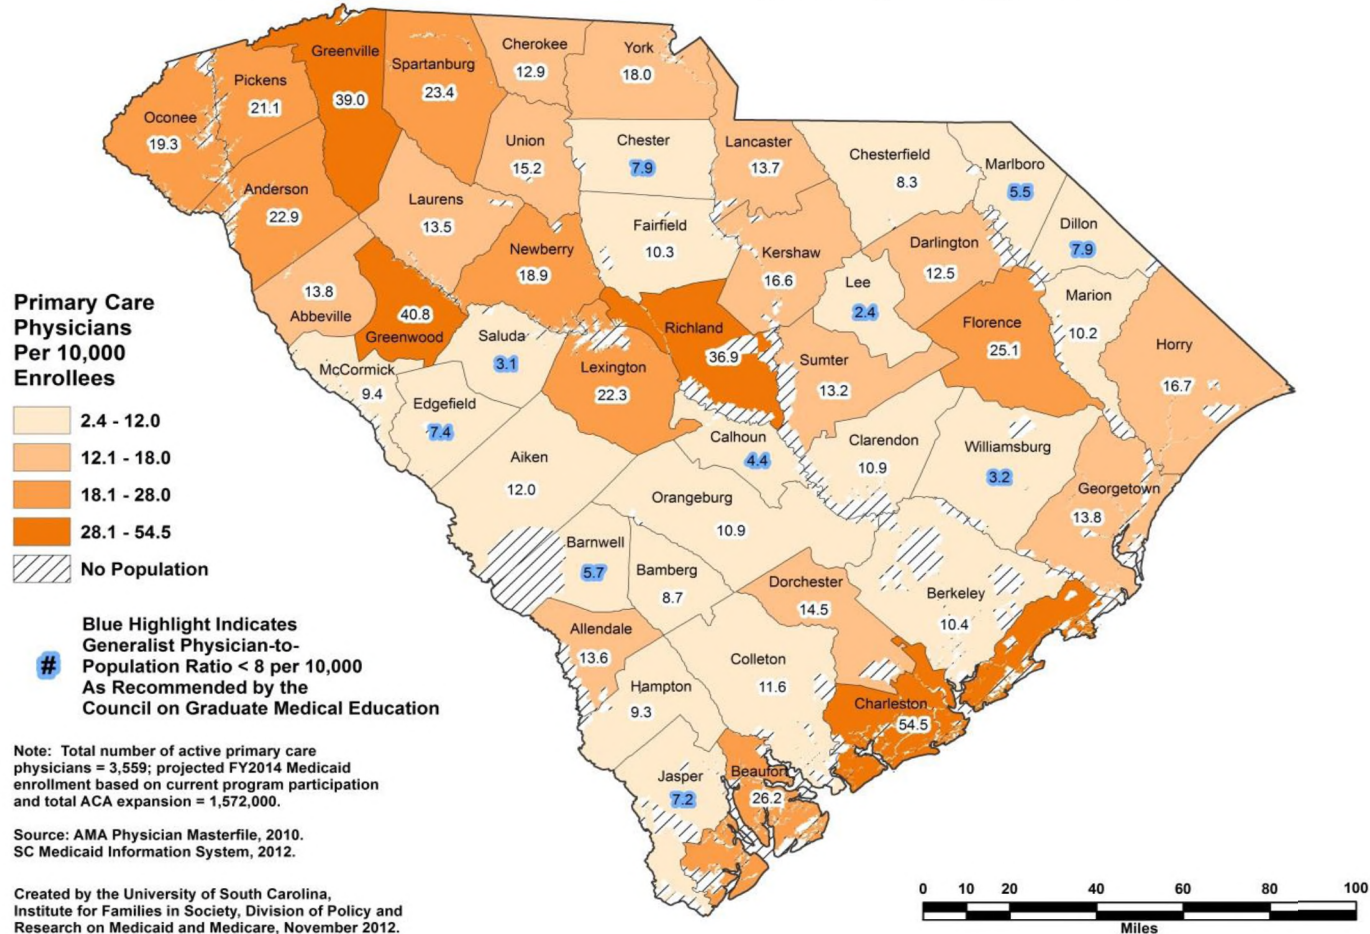 Greenville
39.0
Spartanburg
23.4
Cherokee
12.9
York
18.0
Pickens
21.1
Oconee
19.3
Union
15.2
Chester
7.9
Lancaster
13.7
Chesterfield
8.3
Marlboro
5.5
Anderson
22.9
Laurens
13.5
Newberry
18.9
Fairfield
10.3
Kershaw
16.6
Darlington
12.5
Dillon
7.9
Lee
2.4
Marion
10.2
13.8
Abbeville
40.8
Greenwood
Saluda
3.1
Richland
36.9
Florence
25.1
Horry
16.7
McCormick
9.4
Lexington
22.3
Sumter
13.2
Edgefield
7.4
Calhoun
4.4
Clarendon
10.9
Williamsburg
3.2
Aiken
12.0
Orangeburg
10.9
Georgetown
13.8
Barnwell
5.7
Bamberg
8.7
Dorchester
14.5
Berkeley
10.4
Allendale
13.6
Colleton
11.6
Hampton
9.3
Charleston
54.5
Jasper
7.2
Beaufort
26.2
Primary Care
Physicians
Per 10,000
Enrollees
2.4 - 12.0
12.1 - 18.0
18.1 - 28.0
28.1 - 54.5
No Population
#
Blue Highlight Indicates
Generalist Physician-to-
Population Ratio < 8 per 10,000
As Recommended by the
Council on Graduate Medical Education
Note: Total number of active primary care
physicians = 3,559; projected FY2014 Medicaid
enrollment based on current program participation
and total ACA expansion = 1,572,000.
Source: AMA Physician Masterfile, 2010.
SC Medicaid Information System, 2012.
Created by the University of South Carolina,
Institute for Families in Society, Division of Policy and
Research on Medicaid and Medicare, November 2012.
0 10 20 40 60 80 100
Miles